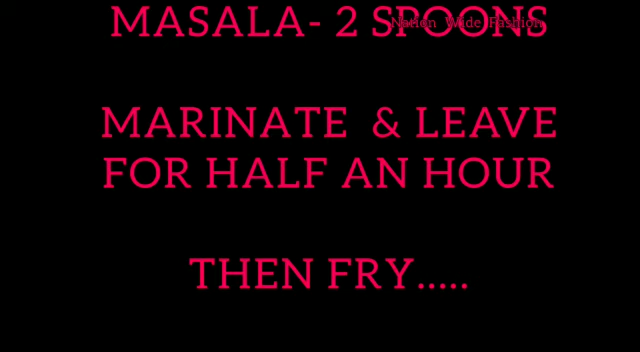 MASALA- 2 SPOONS
Nation Wide Fashion
MARINATE & LEAVE
FOR HALF AN HOUR
THEN FRY.....